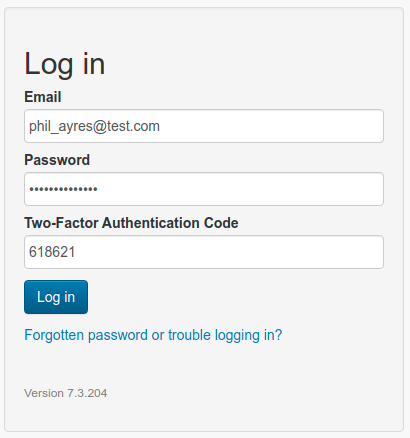 Log in
Email
phil_ayres@test.com
Password
••••••••••••••
Two-Factor Authentication Code
618621
Log in
Forgotten password or trouble logging in?
Version 7.3.204